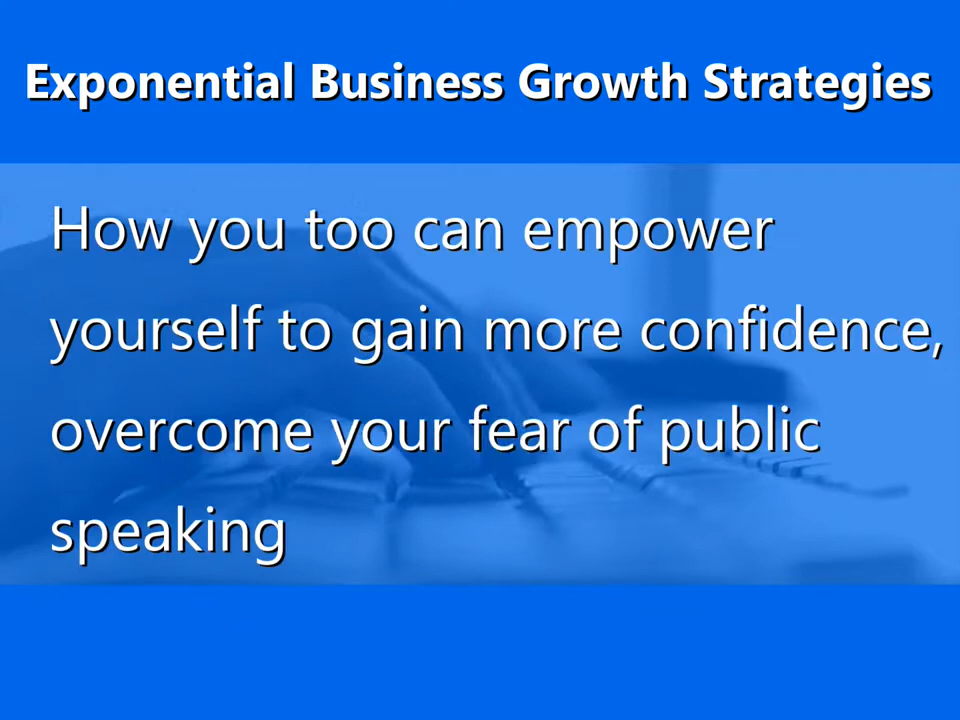 Exponential Business Growth Strategies
How you too can empower
yourself to gain more confidence,
overcome your fear of public
speaking